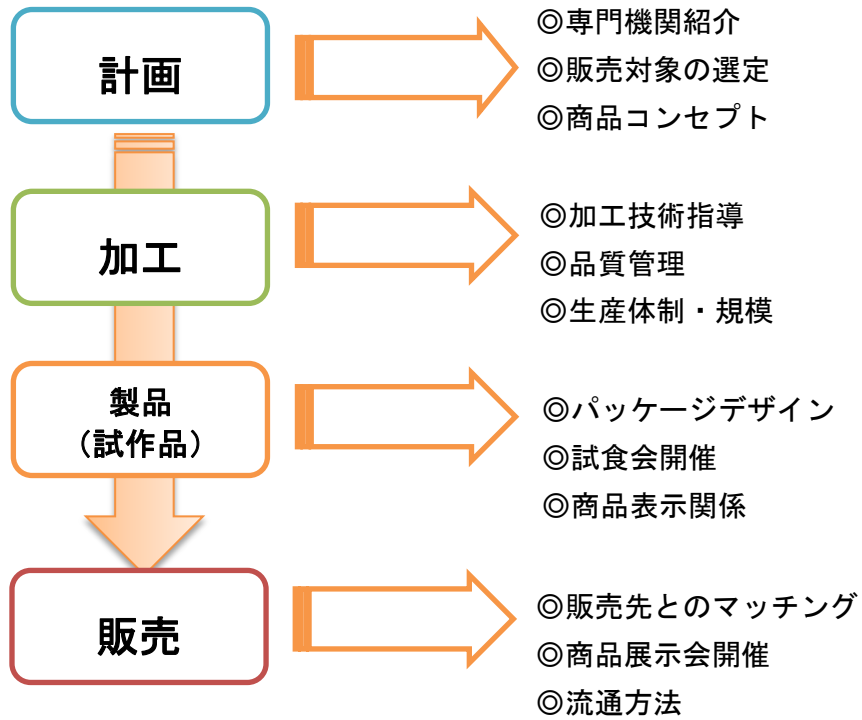 計画
◎専門機関紹介
◎販売対象の選定
◎商品コンセプト
加工
◎加工技術指導
◎品質管理
◎生産体制・規模
製品
（試作品）
◎パッケージデザイン
◎試食会開催
◎商品表示関係
販売
◎販売先とのマッチング
◎商品展示会開催
◎流通方法